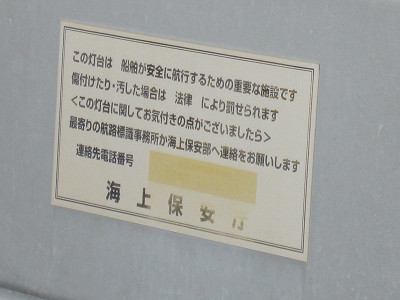 この灯台は 船舶が安全に航行するための重要な施設です
傷付けたり・汚した場合は 法律 により罰せられます
<この灯台に関してお気付きの点がございましたら>
最寄りの航路標識事務所か海上保安部へ連絡をお願いします
連絡先電話番号
海上保安庁